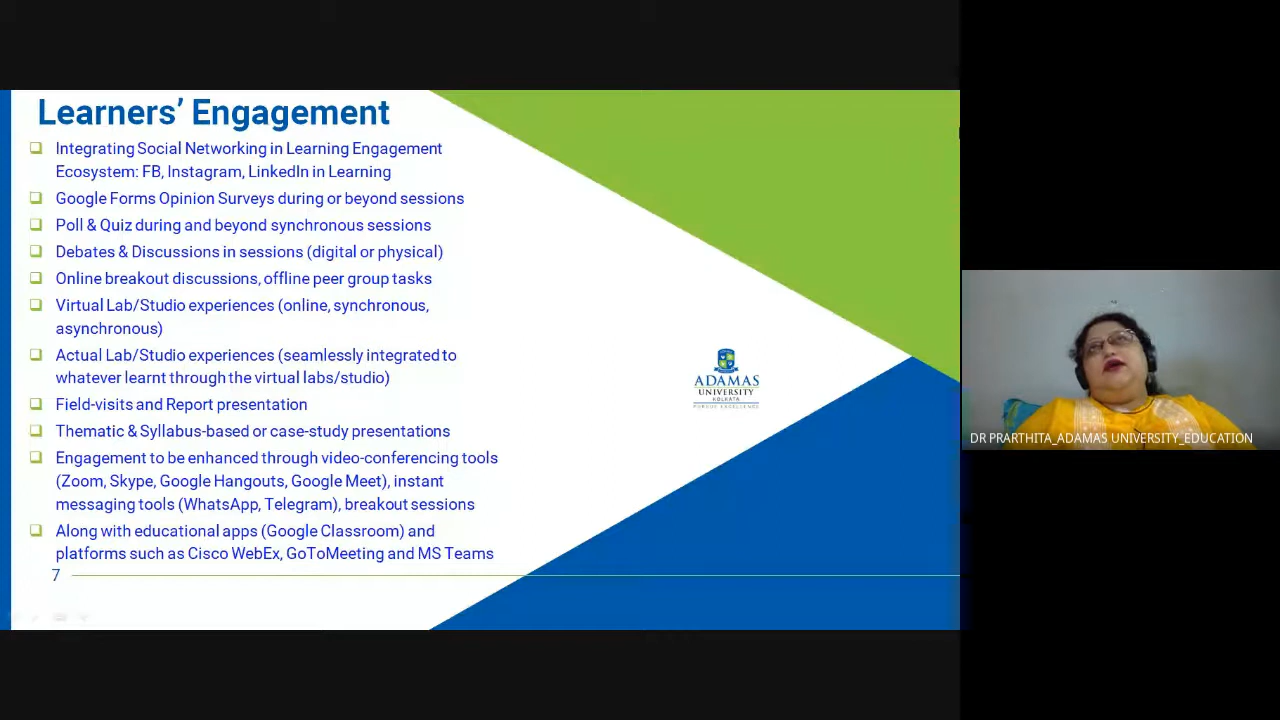 Learners’ Engagement
Integrating Social Networking in Learning Engagement
Ecosystem: FB, Instagram, LinkedIn in Learning
Google Forms Opinion Surveys during or beyond sessions
Poll & Quiz during and beyond synchronous sessions
Debates & Discussions in sessions (digital or physical)
Online breakout discussions, offline peer group tasks
Virtual Lab/Studio experiences (online, synchronous,
asynchronous)
Actual Lab/Studio experiences (seamlessly integrated to
whatever learnt through the virtual labs/studio)
Field-visits and Report presentation
Thematic & Syllabus-based or case-study presentations
Engagement to be enhanced through video-conferencing tools
(Zoom, Skype, Google Hangouts, Google Meet), instant
messaging tools (WhatsApp, Telegram), breakout sessions
Along with educational apps (Google Classroom) and
platforms such as Cisco WebEx, GoToMeeting and MS Teams
7
ADAMAS
UNIVERSITY
KOLKATA
PURSUE EXCELLENCE
DR PRARTHITA_ADAMAS UNIVERSITY_EDUCATION